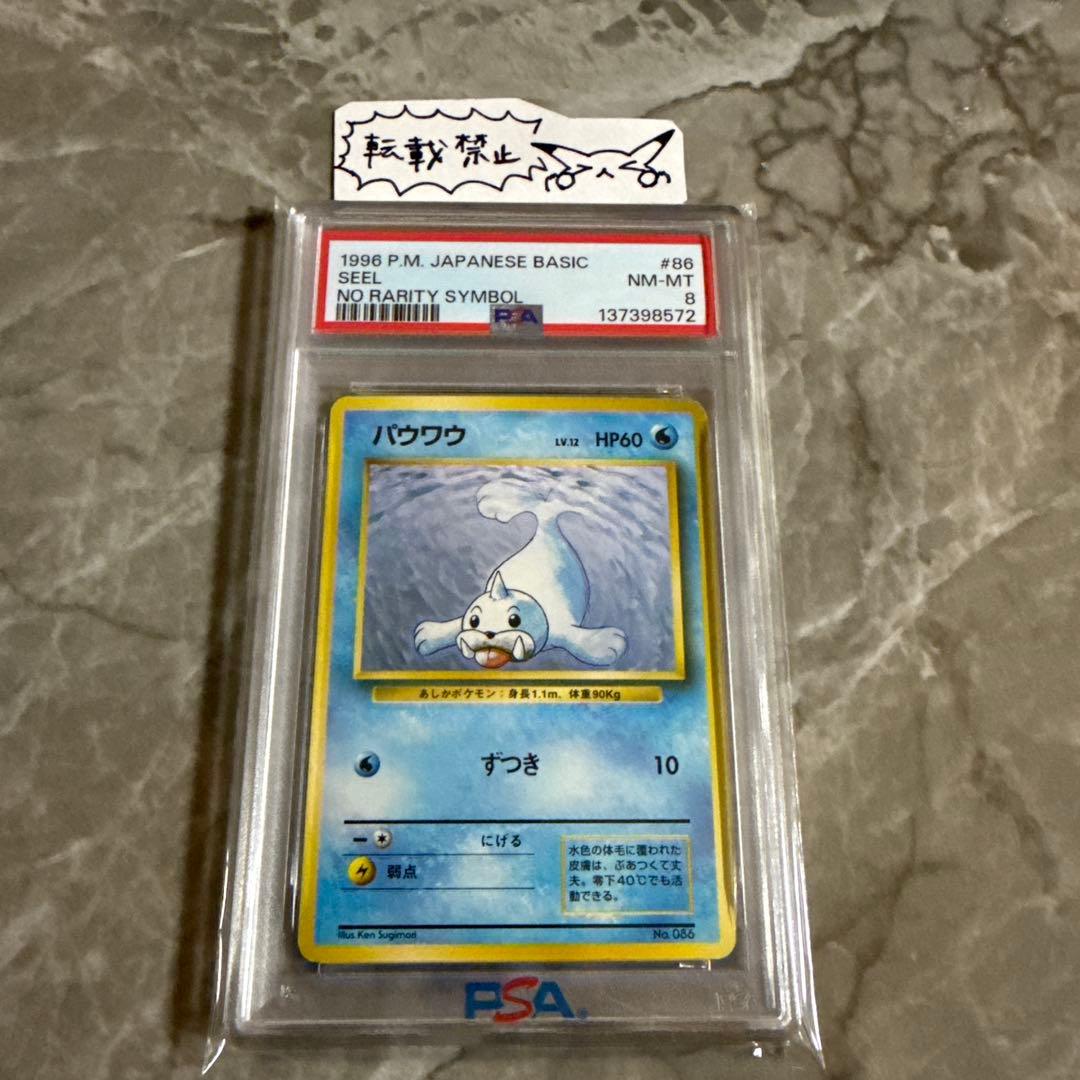 転載禁止
1996 P.M. JAPANESE BASIC #86
SEEL NM-MT
NO RARITY SYMBOL 8
PSA 137398572
パウワウ LV.12 HP60
あしかポケモン：身長1.1m、体重90Kg
ずつき 10
ー にげる
弱点
水色の体毛に覆われた
皮膚は、ぶあつくて丈
夫。零下40℃でも活
動できる。
Illus. Ken Sugimori No. 086
PSA